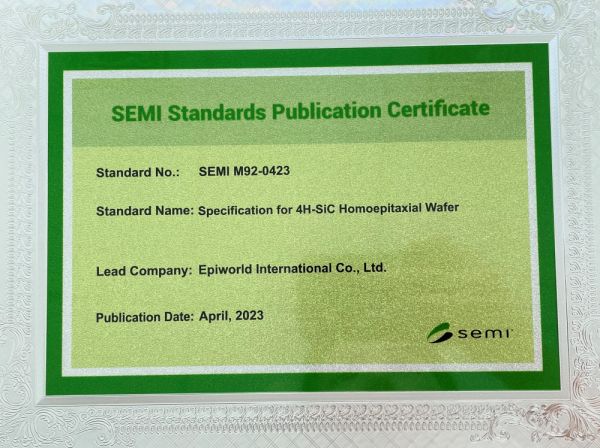 SEMI Standards Publication Certificate
Standard No.: SEMI M92-0423
Standard Name: Specification for 4H-SiC Homoepitaxial Wafer
Lead Company: Epiworld International Co., Ltd.
Publication Date: April, 2023
semi